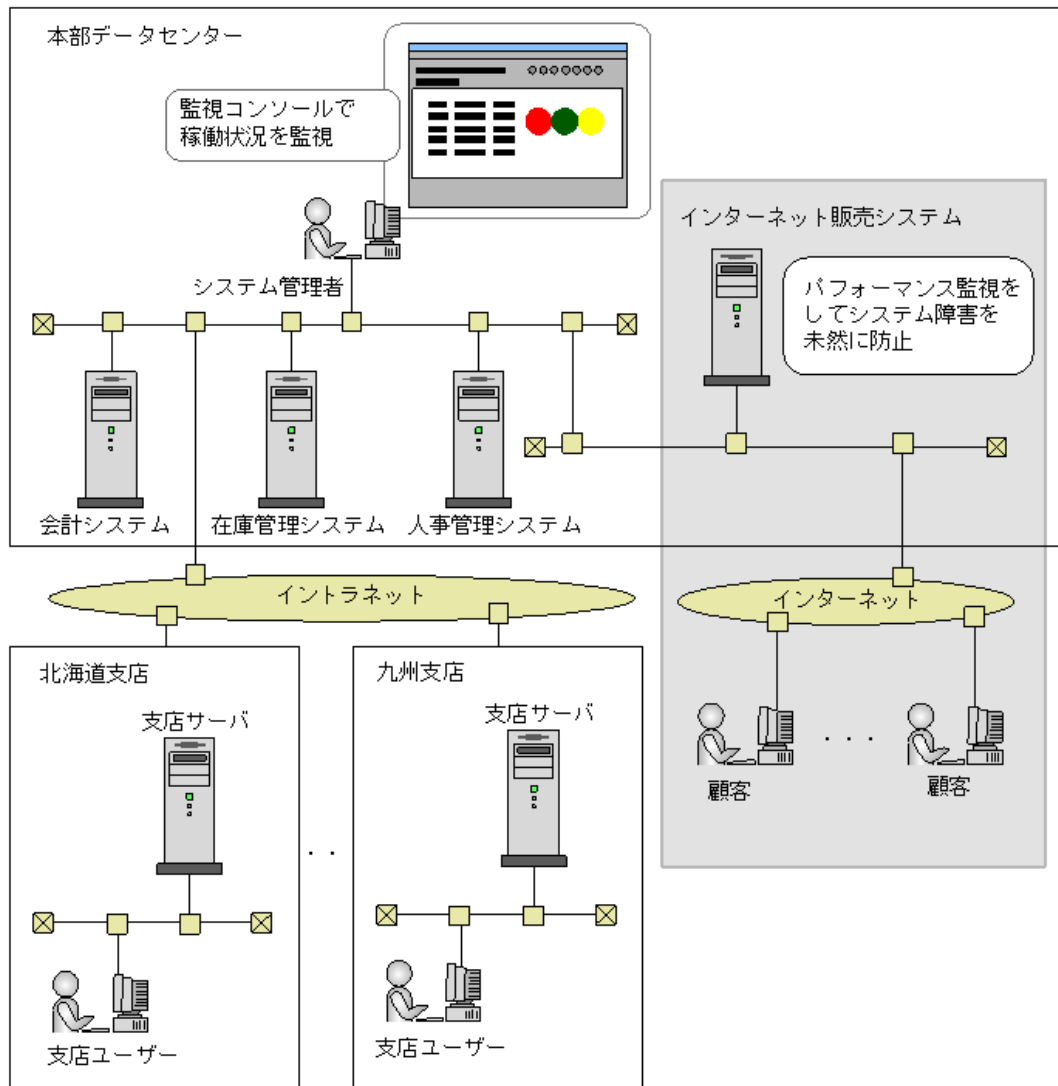 本部データセンター
監視コンソールで
稼働状況を監視
システム管理者
インターネット販売システム
パフォーマンス監視を
してシステム障害を
未然に防止
会計システム
在庫管理システム
人事管理システム
イントラネット
インターネット
北海道支店
支店サーバ
支店ユーザー
. .
九州支店
支店サーバ
支店ユーザー
顧客
. . .
顧客